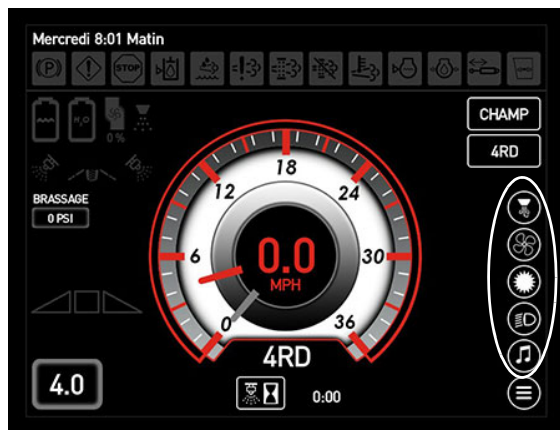 Mercredi 8:01 Matin
STOP
H₂O
0 %
CHAMP
4RD
BRASSAGE
0 PSI
0
6
12
18
24
30
36
0.0
MPH
4RD
4.0
0:00